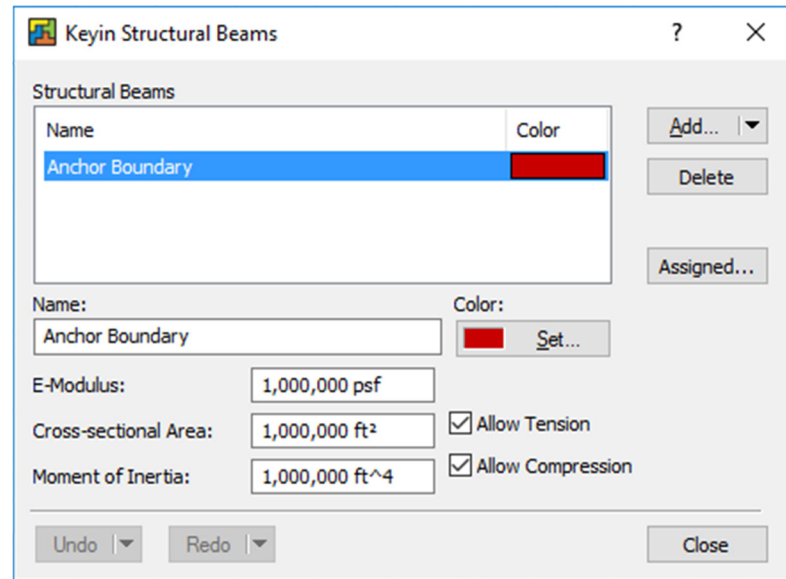 Keyin Structural Beams
?
Structural Beams
Name Color
Add...
Anchor Boundary
Delete
Assigned...
Name: Color:
Anchor Boundary Set...
E-Modulus: 1,000,000 psf
Cross-sectional Area: 1,000,000 ft² Allow Tension
Moment of Inertia: 1,000,000 ft^4 Allow Compression
Undo Redo Close